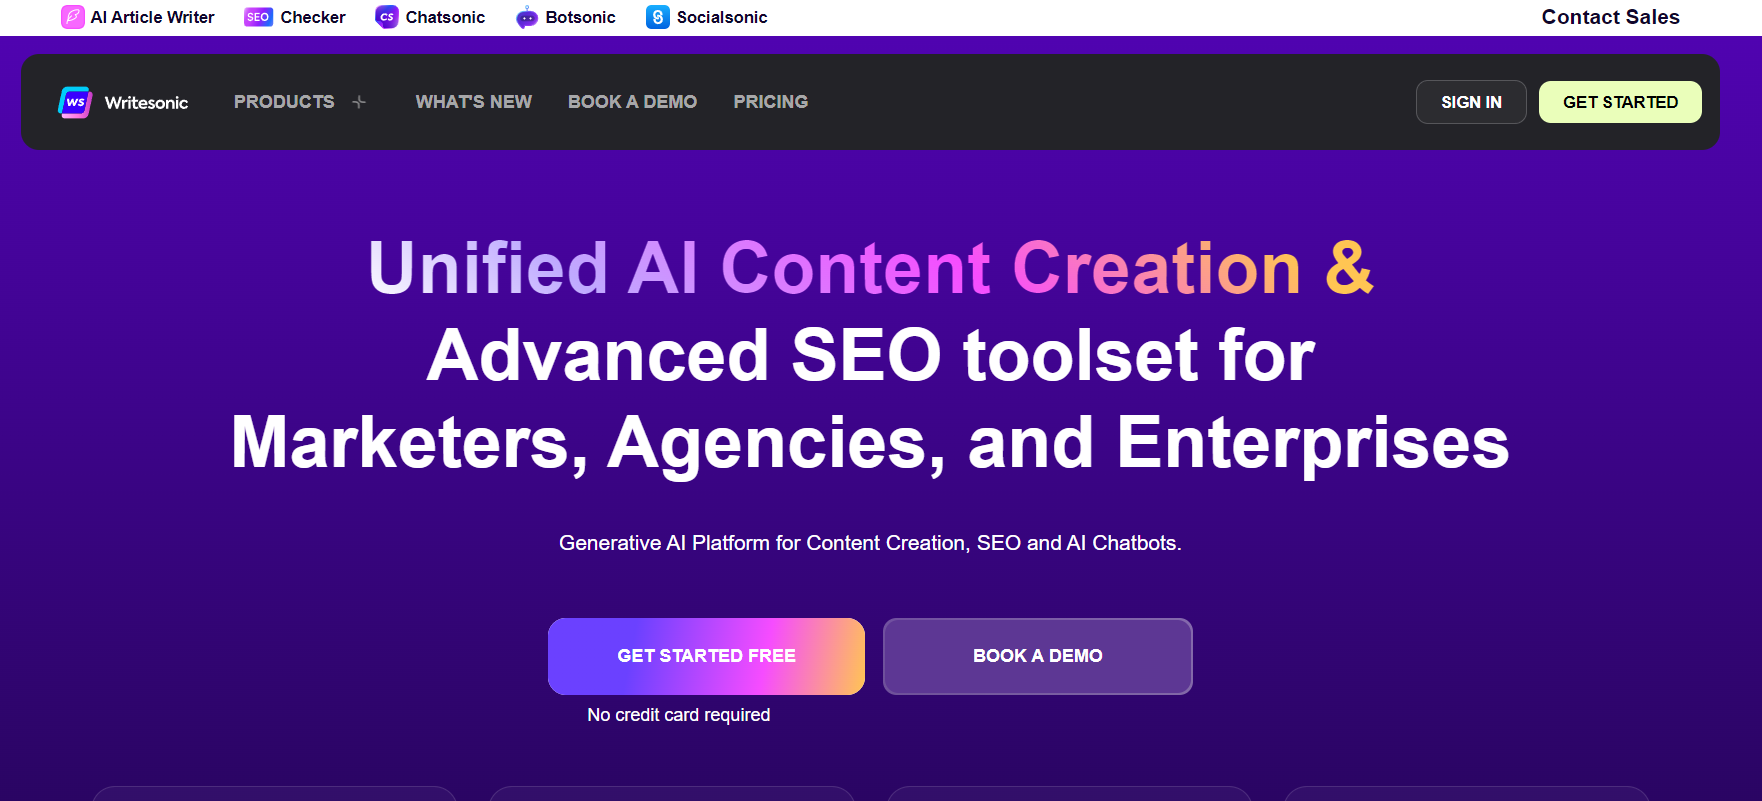 AI Article Writer SEO Checker CS Chatsonic Botsonic Socialsonic Contact Sales
ws Writesonic PRODUCTS WHAT'S NEW BOOK A DEMO PRICING SIGN IN GET STARTED
Unified AI Content Creation &
Advanced SEO toolset for
Marketers, Agencies, and Enterprises
Generative AI Platform for Content Creation, SEO and AI Chatbots.
GET STARTED FREE BOOK A DEMO
No credit card required